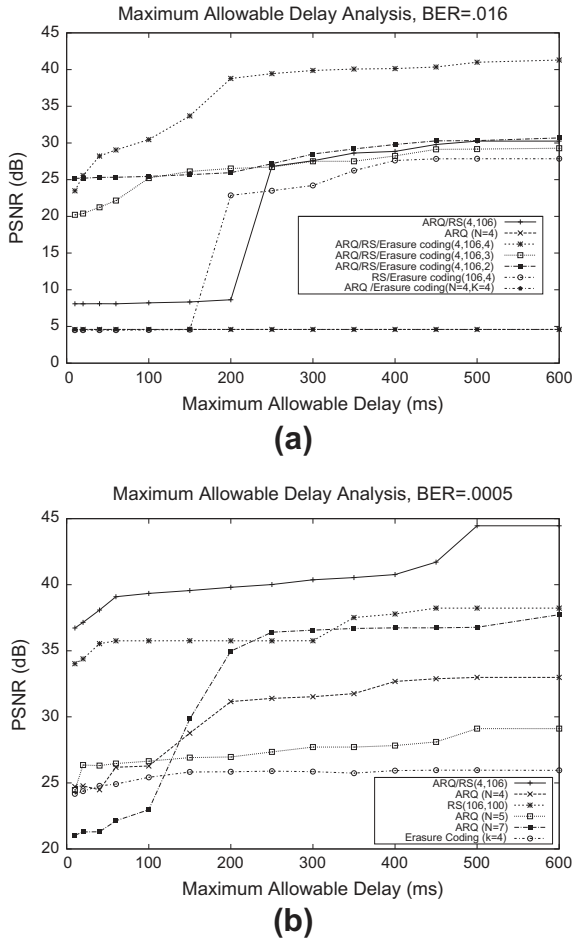 Maximum Allowable Delay Analysis, BER=.016
45
40
35
30
25
20
15
10
5
0
PSNR (dB)
ARQ/RS(4,106)
ARQ (N=4)
ARQ/RS/Erasure coding(4,106,4)
ARQ/RS/Erasure coding(4,106,3)
ARQ/RS/Erasure coding(4,106,2)
RS/Erasure coding(106,4)
ARQ /Erasure coding(N=4,K=4)
0 100 200 300 400 500 600
Maximum Allowable Delay (ms)
(a)
Maximum Allowable Delay Analysis, BER=.0005
45
40
35
30
25
20
PSNR (dB)
ARQ/RS(4,106)
ARQ (N=4)
RS(106,100)
ARQ (N=5)
ARQ (N=7)
Erasure Coding (k=4)
0 100 200 300 400 500 600
Maximum Allowable Delay (ms)
(b)